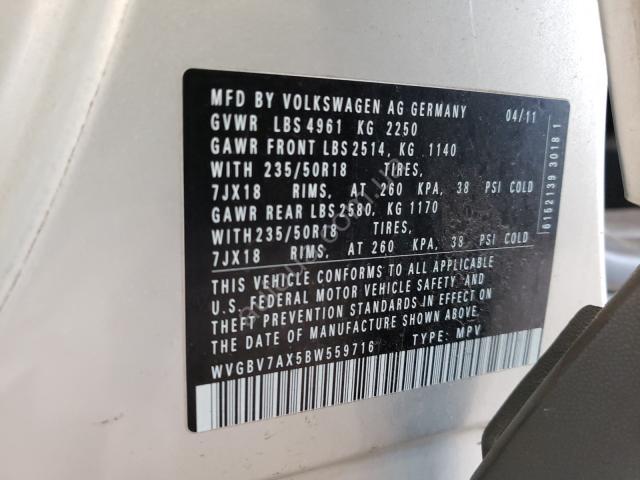 MFD BY VOLKSWAGEN AG GERMANY 04/11
GVWR LBS 4961 KG 2250
GAWR FRONT LBS 2514, KG 1140
WITH 235/50R18 TIRES,
7JX18 RIMS, AT 260 KPA, 38 PSI COLD
GAWR REAR LBS 2580, KG 1170
WITH 235/50R18 TIRES,
7JX18 RIMS, AT 260 KPA, 38 PSI COLD
THIS VEHICLE CONFORMS TO ALL APPLICABLE
U.S. FEDERAL MOTOR VEHICLE SAFETY AND
THEFT PREVENTION STANDARDS IN EFFECT ON
THE DATE OF MANUFACTURE SHOWN ABOVE.
WVGBV7AX5BW559716 TYPE: MPV
6152139 3018 1